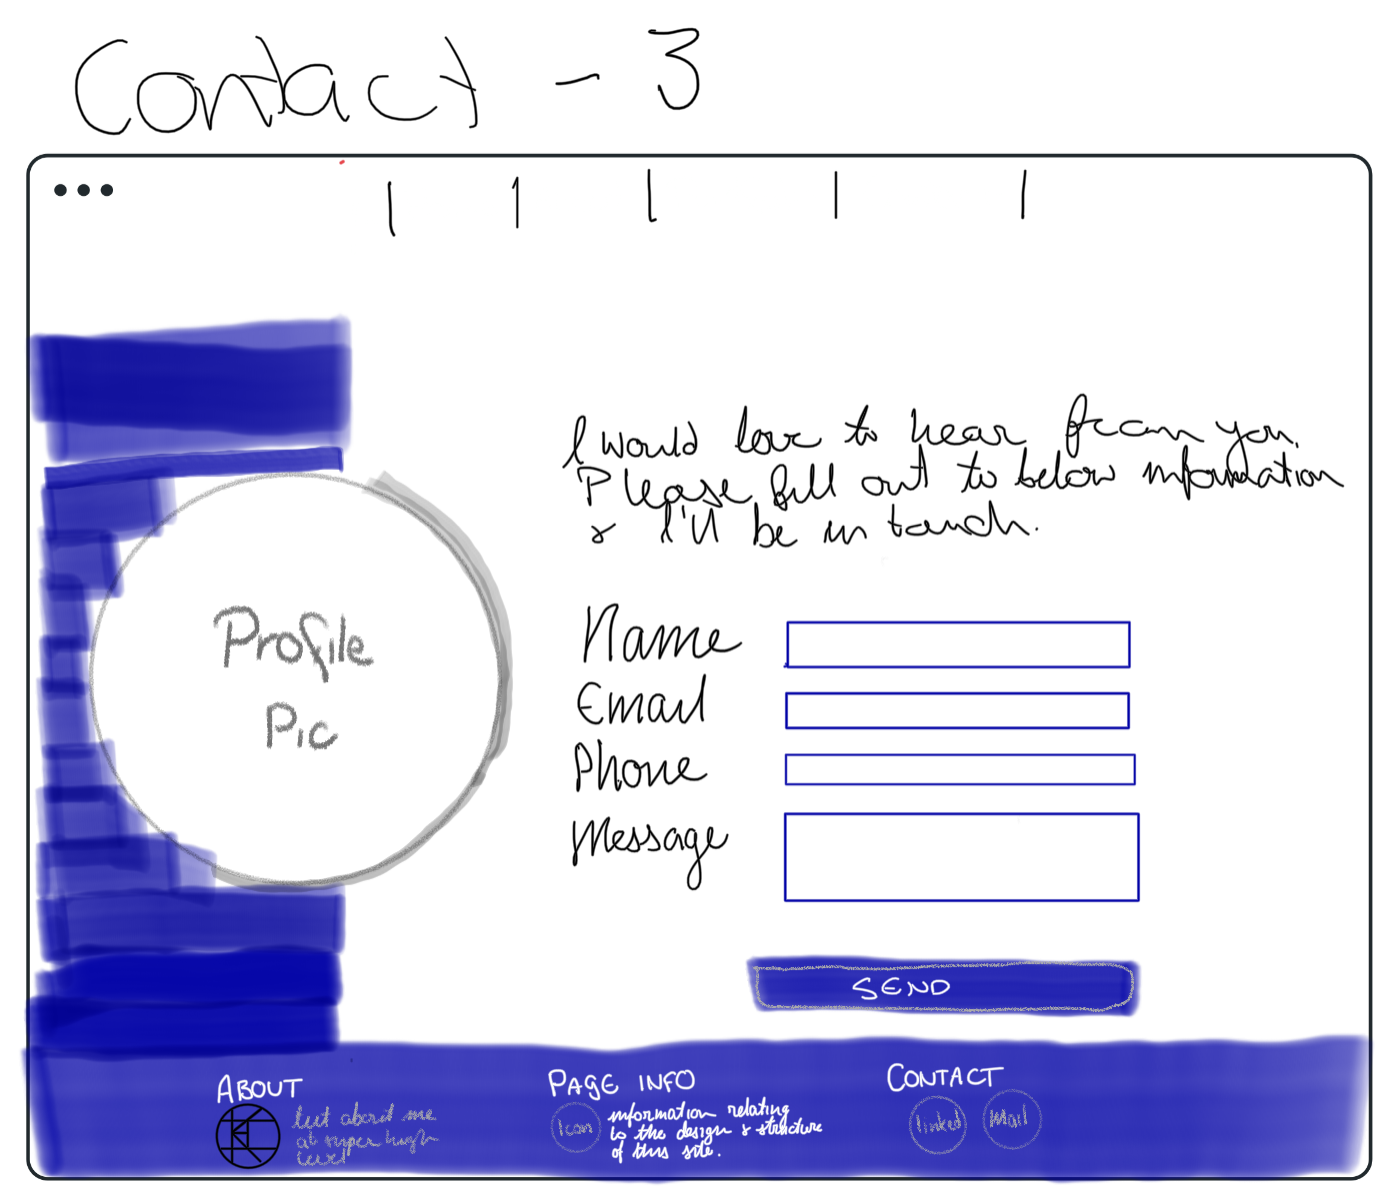 Contact - 3
I would love to hear from you.
Please fill out to below information
& I'll be in touch.
Profile
Pic
Name
Email
Phone
Message
SEND
ABOUT
text about me
at super high
level
PAGE INFO
Icon
information relating
to the design & structure
of this site.
CONTACT
linked
Mail